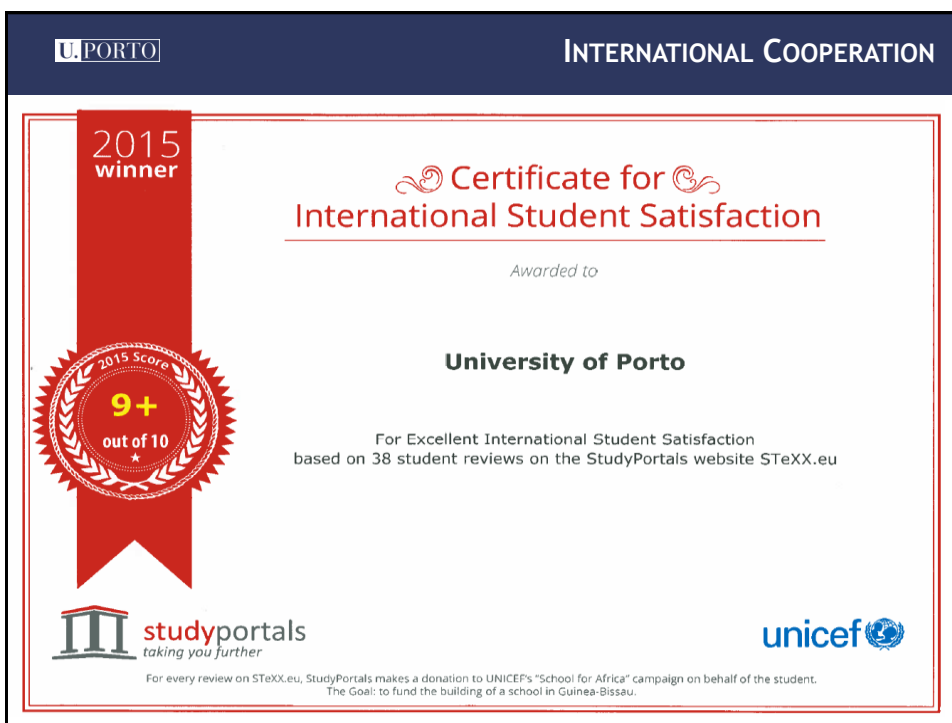 U.PORTO
INTERNATIONAL COOPERATION
2015
winner
Certificate for
International Student Satisfaction
Awarded to
University of Porto
2015 Score
9+
out of 10
For Excellent International Student Satisfaction
based on 38 student reviews on the StudyPortals website STeXX.eu
studyportals
taking you further
unicef
For every review on STeXX.eu, StudyPortals makes a donation to UNICEF's "School for Africa" campaign on behalf of the student.
The Goal: to fund the building of a school in Guinea-Bissau.